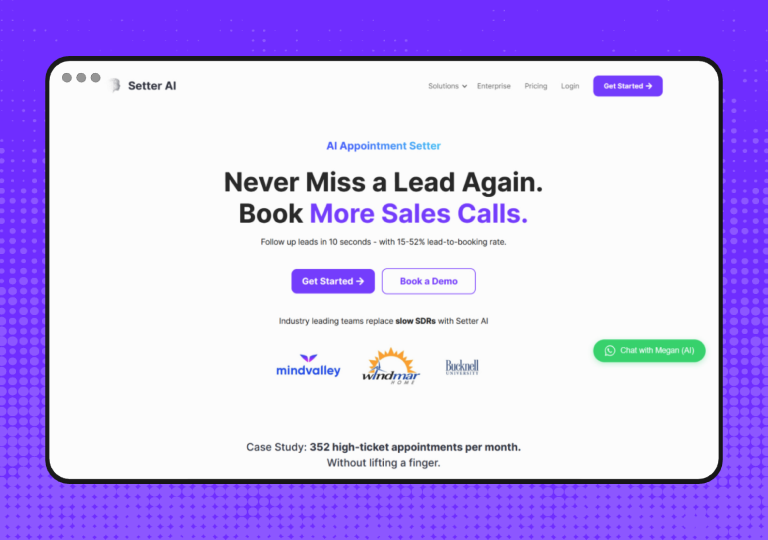 Setter AI
Solutions Enterprise Pricing Login Get Started →
AI Appointment Setter
Never Miss a Lead Again.
Book More Sales Calls.
Follow up leads in 10 seconds - with 15-52% lead-to-booking rate.
Get Started → Book a Demo
Industry leading teams replace slow SDRs with Setter AI
Chat with Megan (AI)
mindvalley windmar HOME Bucknell UNIVERSITY
Case Study: 352 high-ticket appointments per month.
Without lifting a finger.